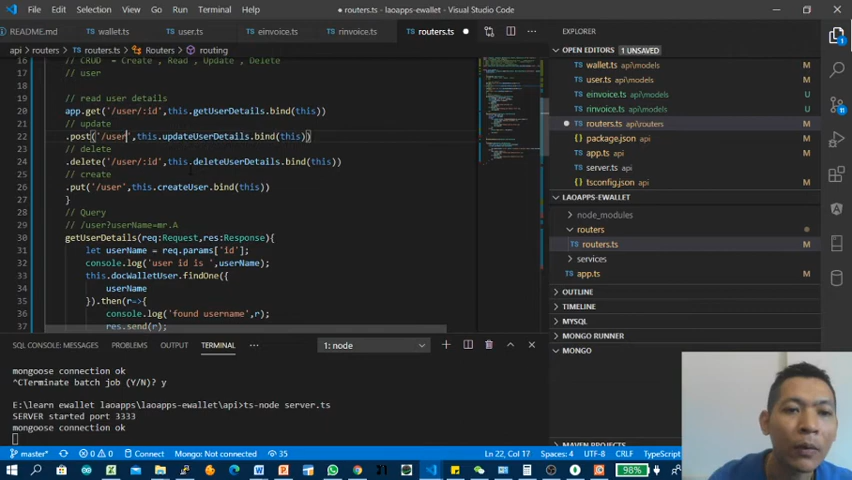 File Edit Selection View Go Run Terminal Help
● routers.ts - laoapps-ewallet - Visual Studio Code
README.md TS wallet.ts TS user.ts TS einvoice.ts TS rinvoice.ts TS routers.ts ●
api > routers > TS routers.ts > Routers > routing
16 // CRUD = Create , Read , Update , Delete
17 // user
18
19 // read user details
20 app.get('/user/:id',this.getUserDetails.bind(this))
21 // update
22 .post('/user',this.updateUserDetails.bind(this))
23 // delete
24 .delete('/user/:id',this.deleteUserDetails.bind(this))
25 // create
26 .put('/user',this.createUser.bind(this))
27 }
28 // Query
29 // /user?userName=mr.A
30 getUserDetails(req:Request,res:Response){
31 let userName = req.params['id'];
32 console.log('user id is ',userName);
33 this.docWalletUser.findOne({
34 userName
35 }).then(r=>{
36 console.log('found username',r);
37 res.send(r);
SQL CONSOLE: MESSAGES PROBLEMS OUTPUT TERMINAL ··· 1: node
mongoose connection ok
^CTerminate batch job (Y/N)? y
E:\learn ewallet laoapps\laoapps-ewallet\api>ts-node server.ts
SERVER started port 3333
mongoose connection ok
EXPLORER ···
OPEN EDITORS 1 UNSAVED
TS wallet.ts api\models M
TS user.ts api\models M
TS einvoice.ts api\models M
TS rinvoice.ts api\models M
● TS routers.ts api\routers M
package.json api M
TS app.ts api M
TS server.ts api
TS tsconfig.json api M
LAOAPPS-EWALLET
node_modules
routers
TS routers.ts M
services
TS app.ts M
OUTLINE
TIMELINE
MYSQL
MONGO RUNNER
MONGO
MAVEN PROJECTS
master* 0 0 Connect Mongo: Not connected 35 Ln 22, Col 17 Spaces: 4 UTF-8 CRLF TypeScript
98%